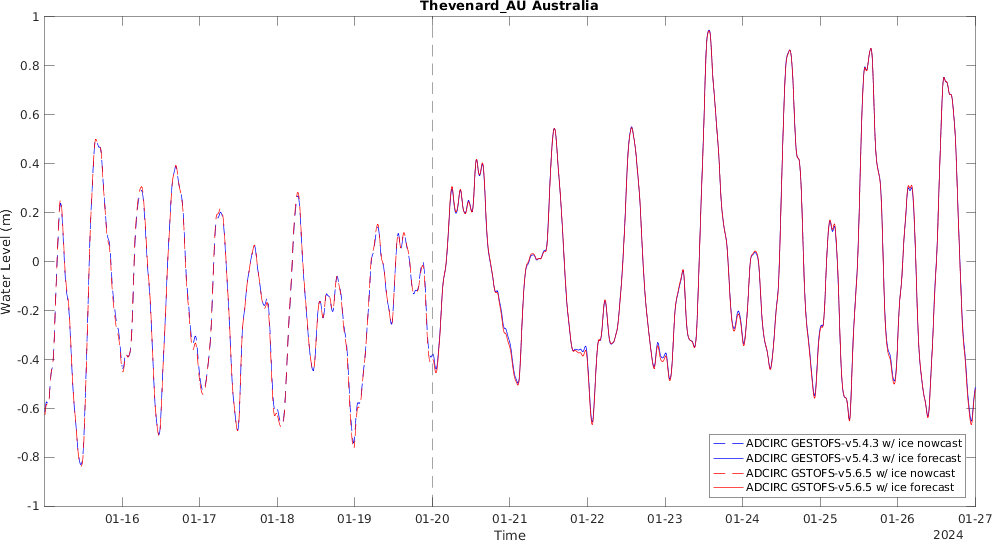 Thevenard_AU Australia
Water Level (m)
1
0.8
0.6
0.4
0.2
0
-0.2
-0.4
-0.6
-0.8
-1
ADCIRC GESTOFS-v5.4.3 w/ ice nowcast
ADCIRC GESTOFS-v5.4.3 w/ ice forecast
ADCIRC GSTOFS-v5.6.5 w/ ice nowcast
ADCIRC GSTOFS-v5.6.5 w/ ice forecast
01-16 01-17 01-18 01-19 01-20 01-21 01-22 01-23 01-24 01-25 01-26 01-27
Time
2024